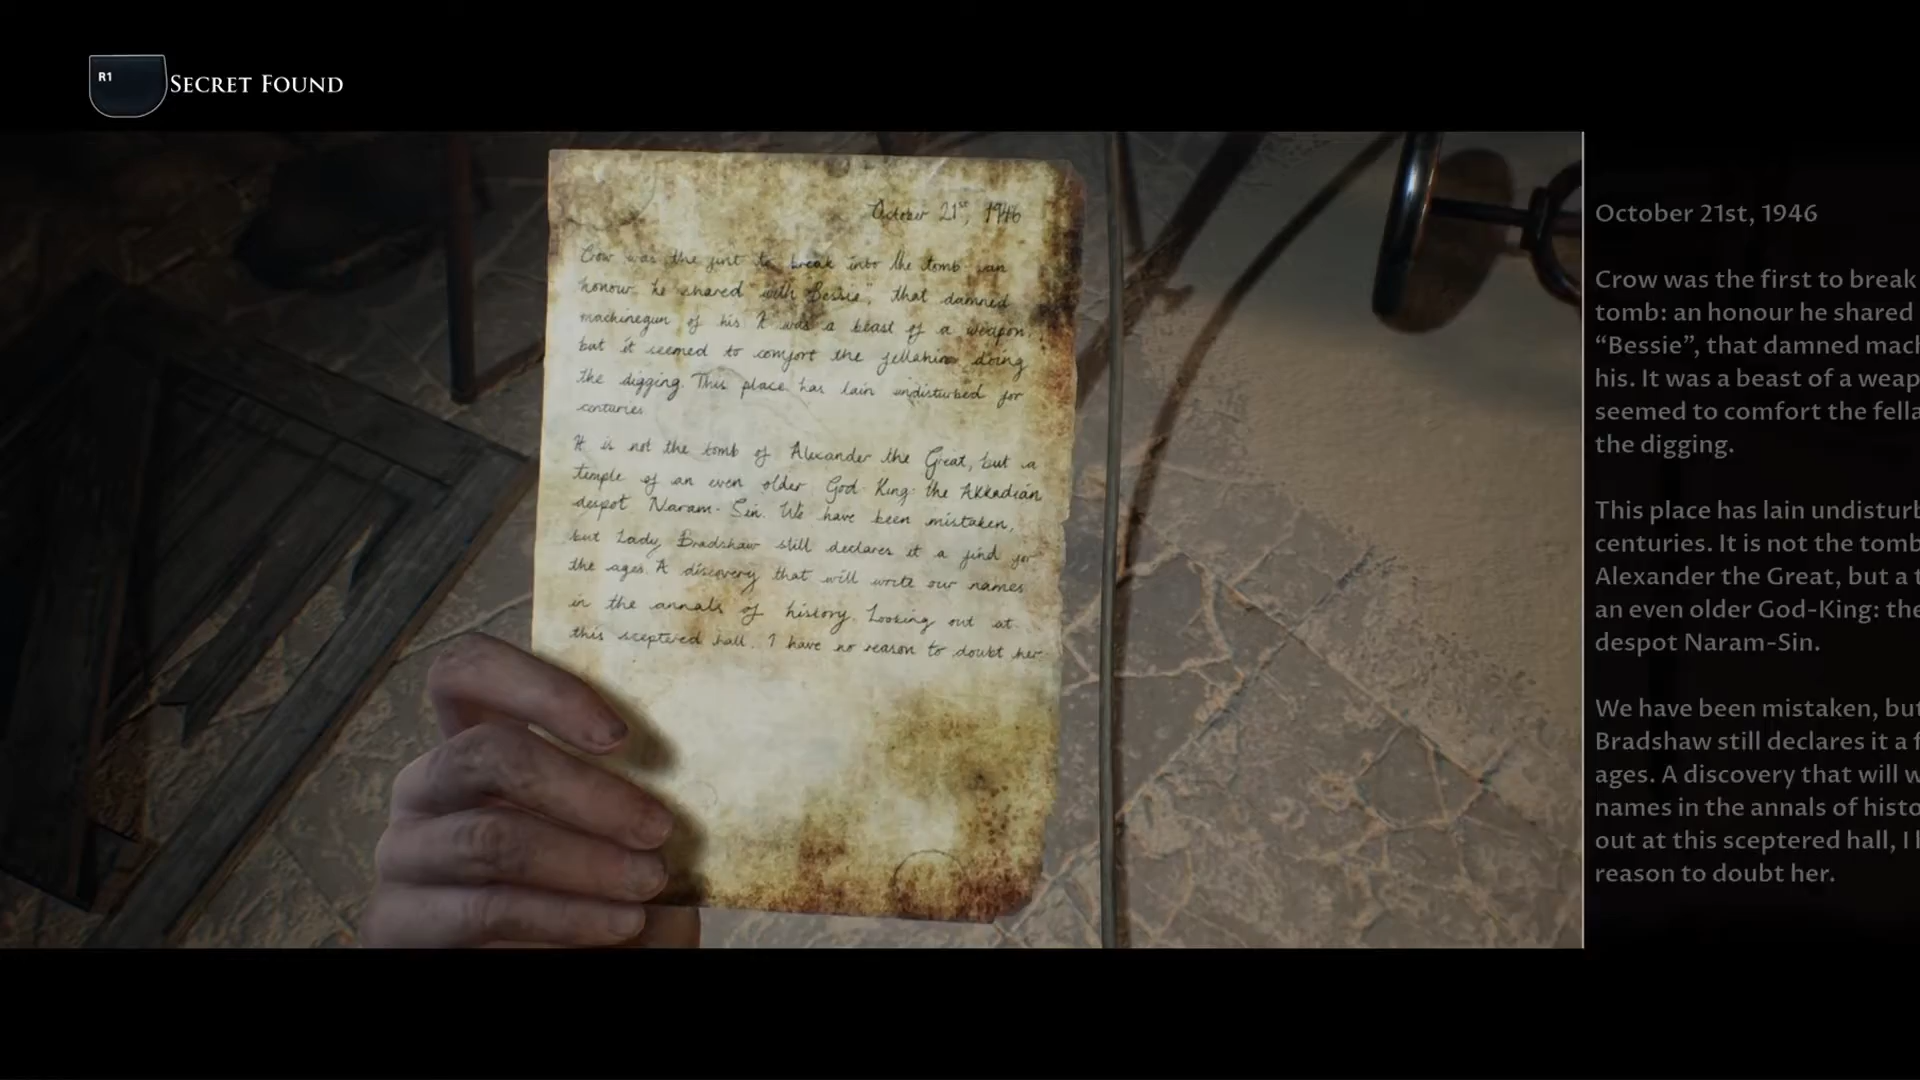 R1
SECRET FOUND
October 21st, 1946
Crow was the first to break into the tomb: an
honour he shared with "Bessie", that damned
machinegun of his. It was a beast of a weapon,
but it seemed to comfort the fellahin doing
the digging. This place has lain undisturbed for
centuries
It is not the tomb of Alexander the Great, but a
temple of an even older God-King: the Akkadian
despot Naram-Sin. We have been mistaken,
but Lady Bradshaw still declares it a find for
the ages. A discovery that will write our names
in the annals of history. Looking out at
this sceptered hall, I have no reason to doubt her.
October 21st, 1946
Crow was the first to break
tomb: an honour he shared
“Bessie”, that damned mach
his. It was a beast of a weap
seemed to comfort the fella
the digging.
This place has lain undisturb
centuries. It is not the tomb
Alexander the Great, but a t
an even older God-King: the
despot Naram-Sin.
We have been mistaken, but
Bradshaw still declares it a f
ages. A discovery that will w
names in the annals of histo
out at this sceptered hall, I h
reason to doubt her.